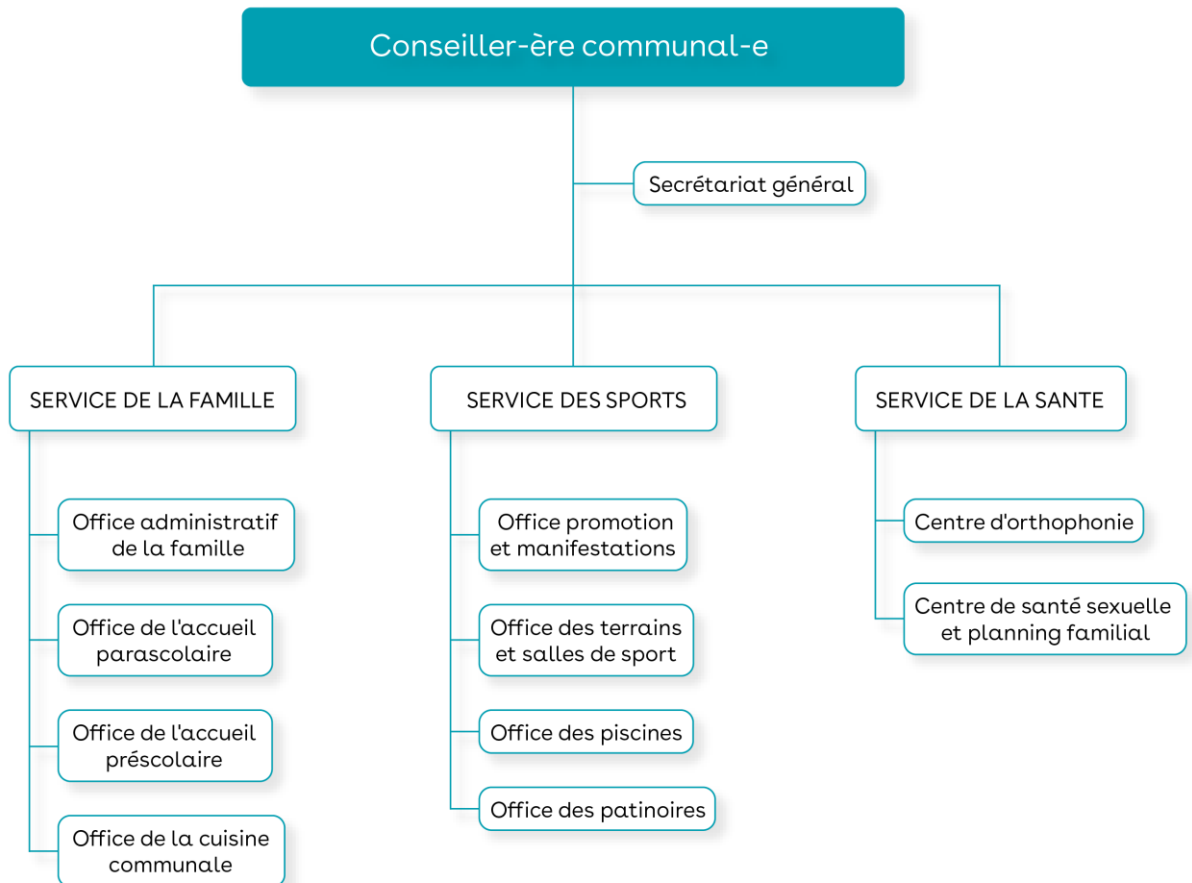 Conseiller-ère communal-e
Secrétariat général
SERVICE DE LA FAMILLE
Office administratif
de la famille
Office de l'accueil
parascolaire
Office de l'accueil
préscolaire
Office de la cuisine
communale
SERVICE DES SPORTS
Office promotion
et manifestations
Office des terrains
et salles de sport
Office des piscines
Office des patinoires
SERVICE DE LA SANTE
Centre d'orthophonie
Centre de santé sexuelle
et planning familial